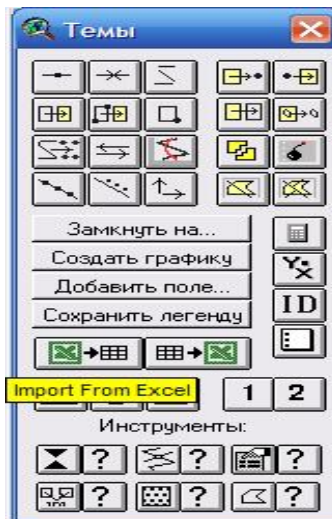 Темы
Замкнуть на...
Создать графику
Добавить поле...
Сохранить легенду
Y=X
ID
Import From Excel
1 2
Инструменты:
? ? ?
? ? ?